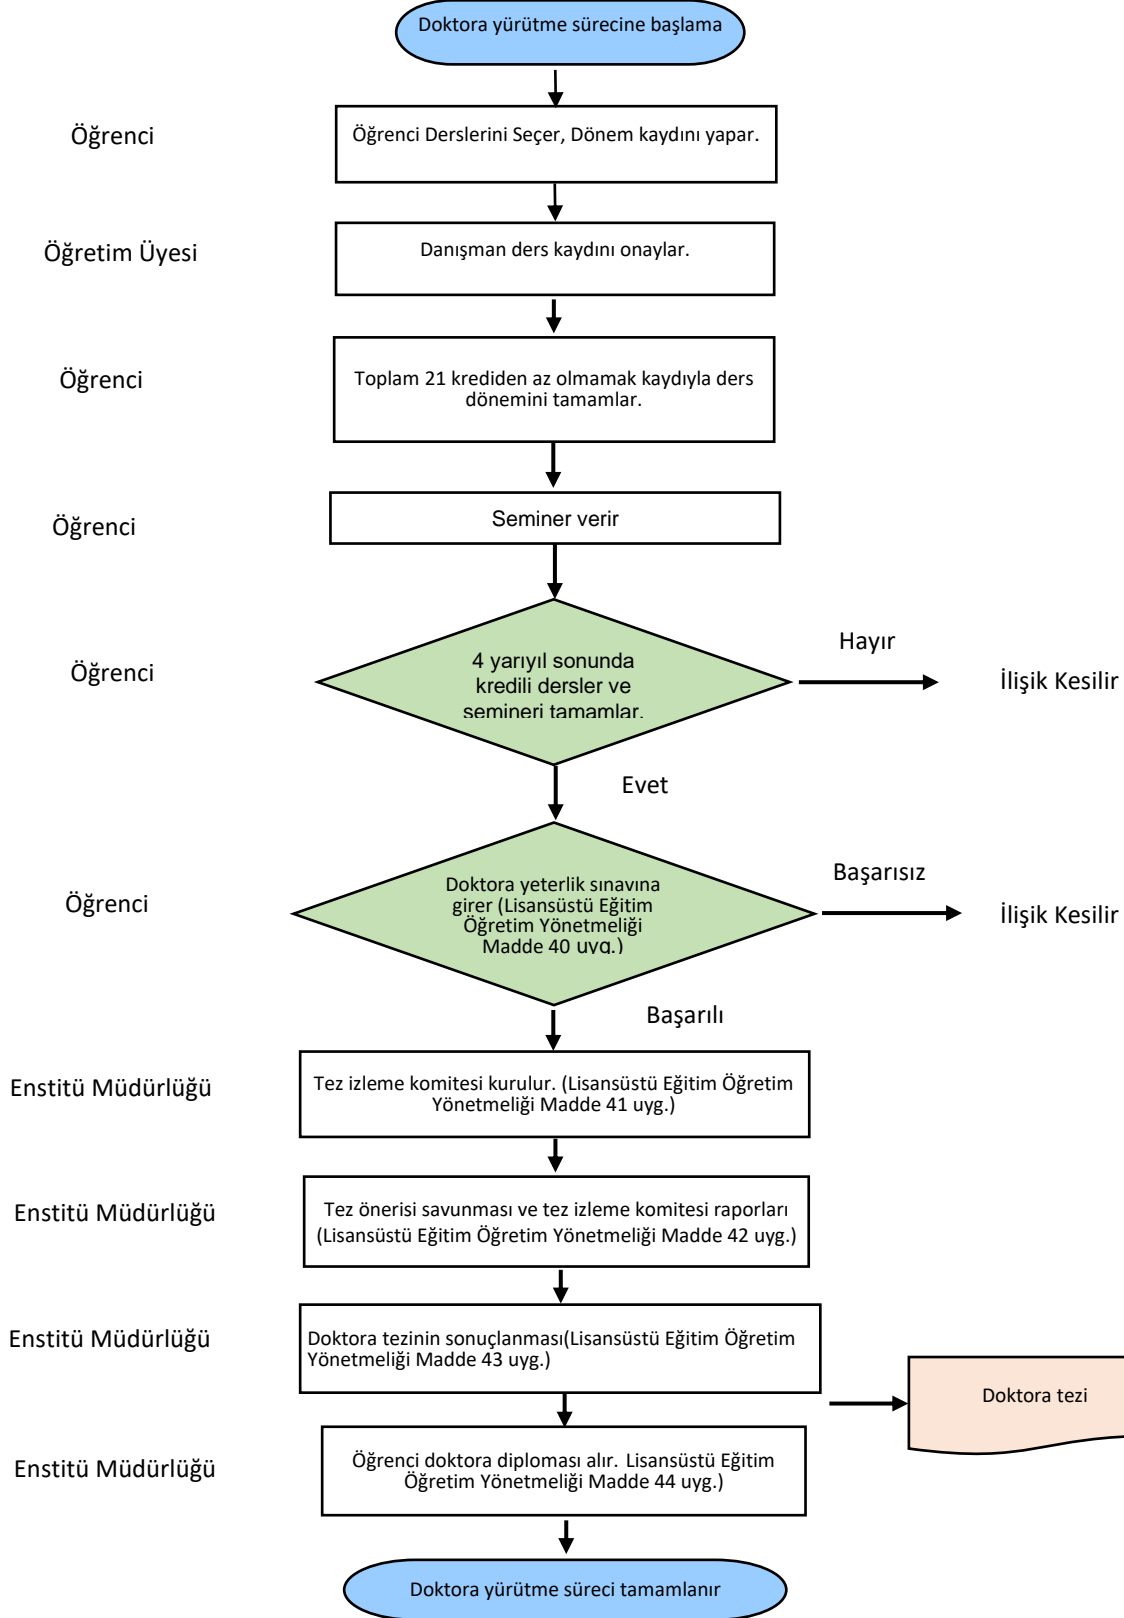 Doktora yürütme sürecine başlama
Öğrenci
Öğrenci Derslerini Seçer, Dönem kaydını yapar.
Öğretim Üyesi
Danışman ders kaydını onaylar.
Öğrenci
Toplam 21 krediden az olmamak kaydıyla ders
dönemini tamamlar.
Öğrenci
Seminer verir
Öğrenci
4 yarıyıl sonunda
kredili dersler ve
semineri tamamlar.
Hayır
İlişik Kesilir
Evet
Öğrenci
Doktora yeterlik sınavına
girer (Lisansüstü Eğitim
Öğretim Yönetmeliği
Madde 40 uyg.)
Başarısız
İlişik Kesilir
Başarılı
Enstitü Müdürlüğü
Tez izleme komitesi kurulur. (Lisansüstü Eğitim Öğretim
Yönetmeliği Madde 41 uyg.)
Enstitü Müdürlüğü
Tez önerisi savunması ve tez izleme komitesi raporları
(Lisansüstü Eğitim Öğretim Yönetmeliği Madde 42 uyg.)
Enstitü Müdürlüğü
Doktora tezinin sonuçlanması(Lisansüstü Eğitim Öğretim
Yönetmeliği Madde 43 uyg.)
Doktora tezi
Enstitü Müdürlüğü
Öğrenci doktora diploması alır. Lisansüstü Eğitim
Öğretim Yönetmeliği Madde 44 uyg.)
Doktora yürütme süreci tamamlanır